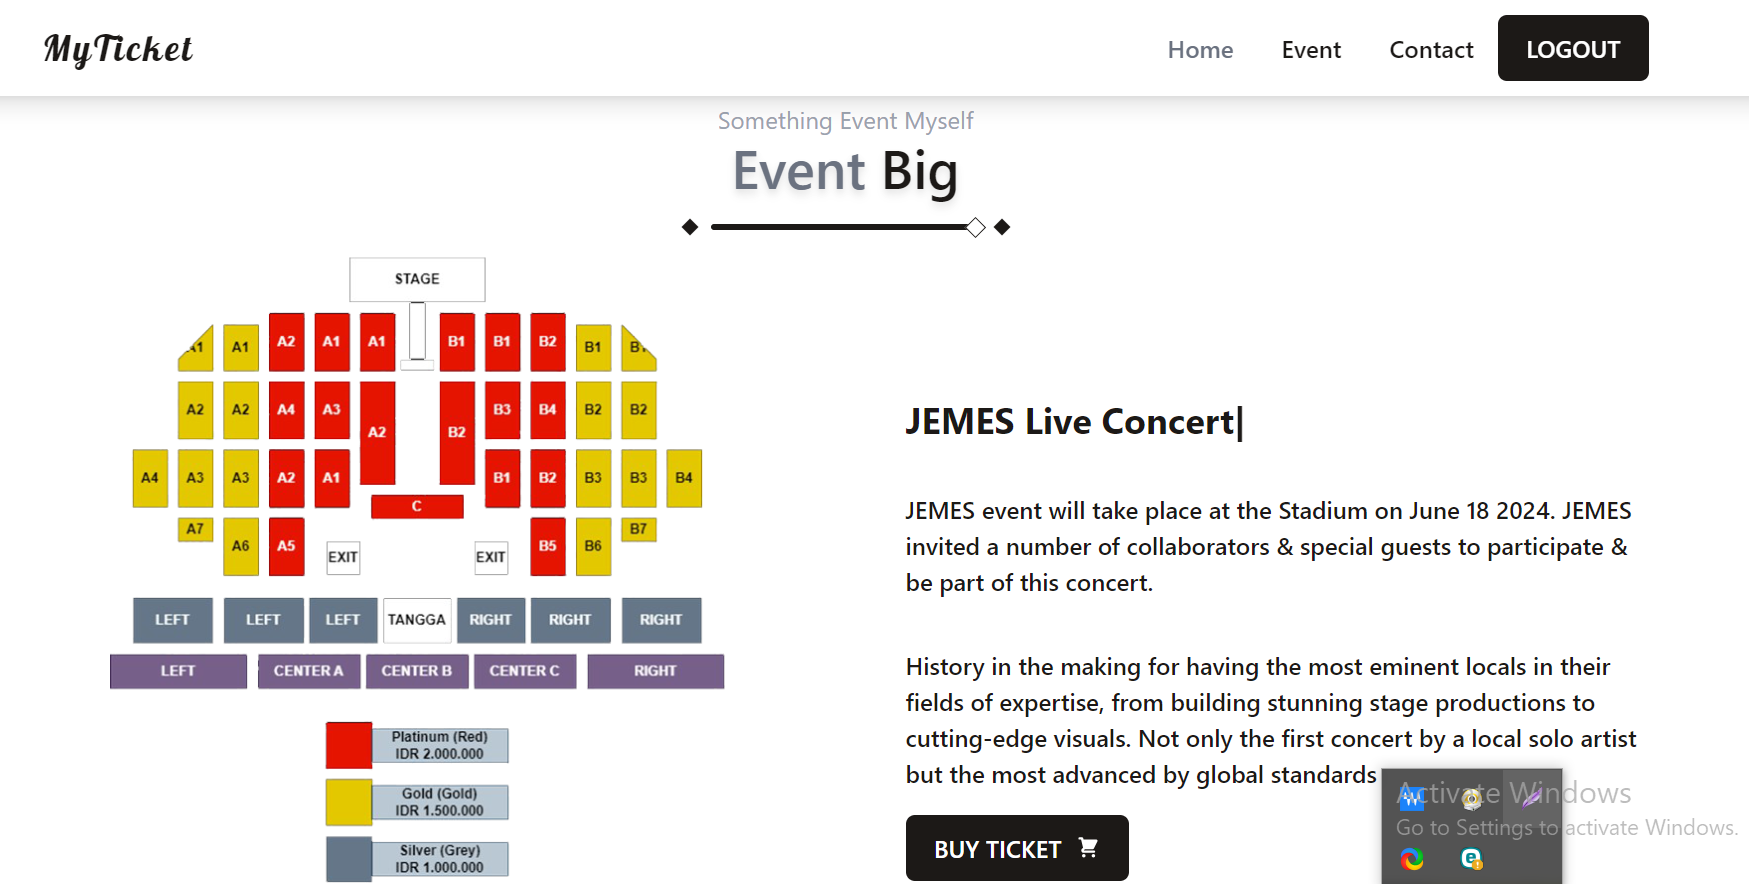 MyTicket
Home Event Contact LOGOUT
Something Event Myself
Event Big
STAGE
A1 A1 A2 A1 A1 B1 B1 B2 B1 B1
A2 A2 A4 A3 A2 B2 B3 B4 B2 B2
A4 A3 A3 A2 A1 B1 B2 B3 B3 B4
C
A7 A6 A5 EXIT EXIT B5 B6 B7
LEFT LEFT LEFT TANGGA RIGHT RIGHT RIGHT
LEFT CENTER A CENTER B CENTER C RIGHT
Platinum (Red)
IDR 2.000.000
Gold (Gold)
IDR 1.500.000
Silver (Grey)
IDR 1.000.000
JEMES Live Concert|
JEMES event will take place at the Stadium on June 18 2024. JEMES
invited a number of collaborators & special guests to participate &
be part of this concert.
History in the making for having the most eminent locals in their
fields of expertise, from building stunning stage productions to
cutting-edge visuals. Not only the first concert by a local solo artist
but the most advanced by global standards
BUY TICKET
Activate Windows
Go to Settings to activate Windows.